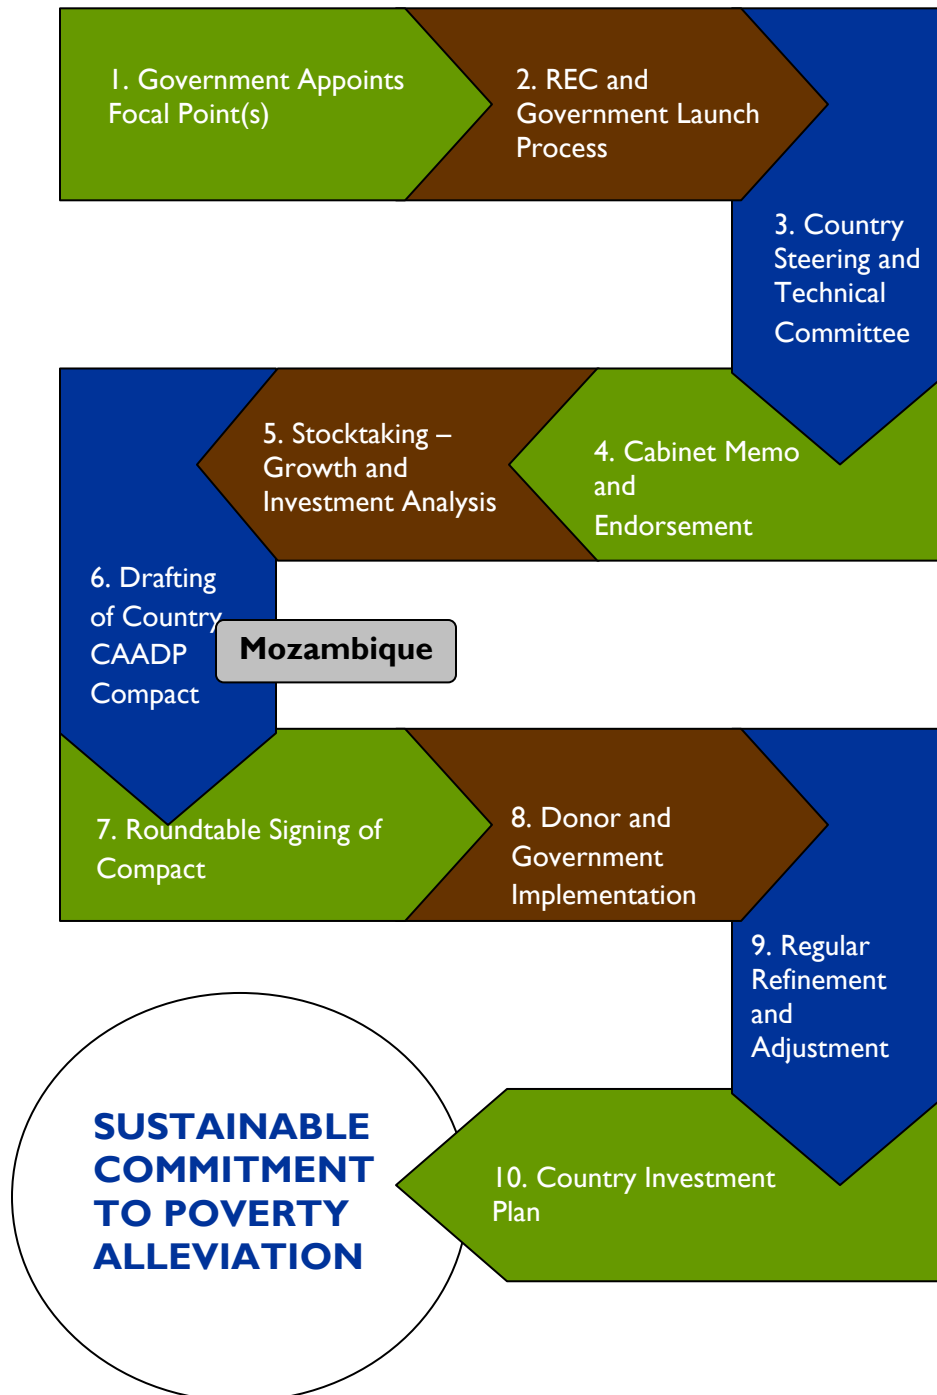 1. Government Appoints
Focal Point(s)
2. REC and
Government Launch
Process
3. Country
Steering and
Technical
Committee
4. Cabinet Memo
and
Endorsement
5. Stocktaking –
Growth and
Investment Analysis
6. Drafting
of Country
CAADP
Compact
Mozambique
7. Roundtable Signing of
Compact
8. Donor and
Government
Implementation
9. Regular
Refinement
and
Adjustment
10. Country Investment
Plan
SUSTAINABLE
COMMITMENT
TO POVERTY
ALLEVIATION